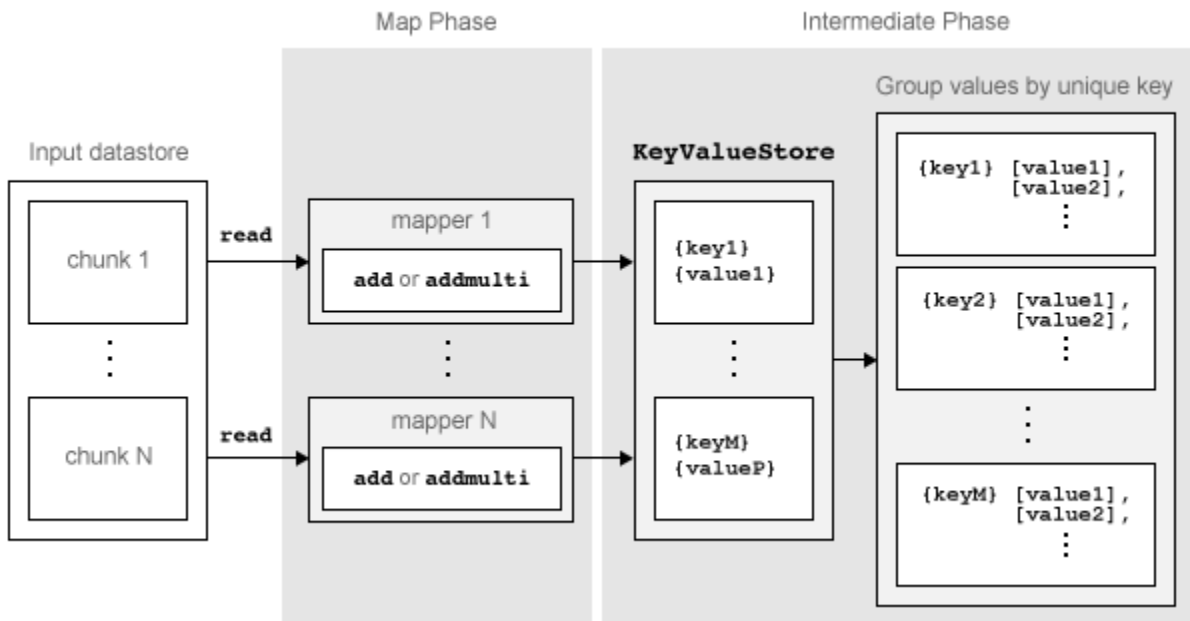 Map Phase
Intermediate Phase
Group values by unique key
Input datastore
KeyValueStore
chunk 1
read
mapper 1
add or addmulti
{key1}
{value1}
{key1} [value1],
[value2],
{key2} [value1],
[value2],
chunk N
read
mapper N
add or addmulti
{keyM}
{valueP}
{keyM} [value1],
[value2],